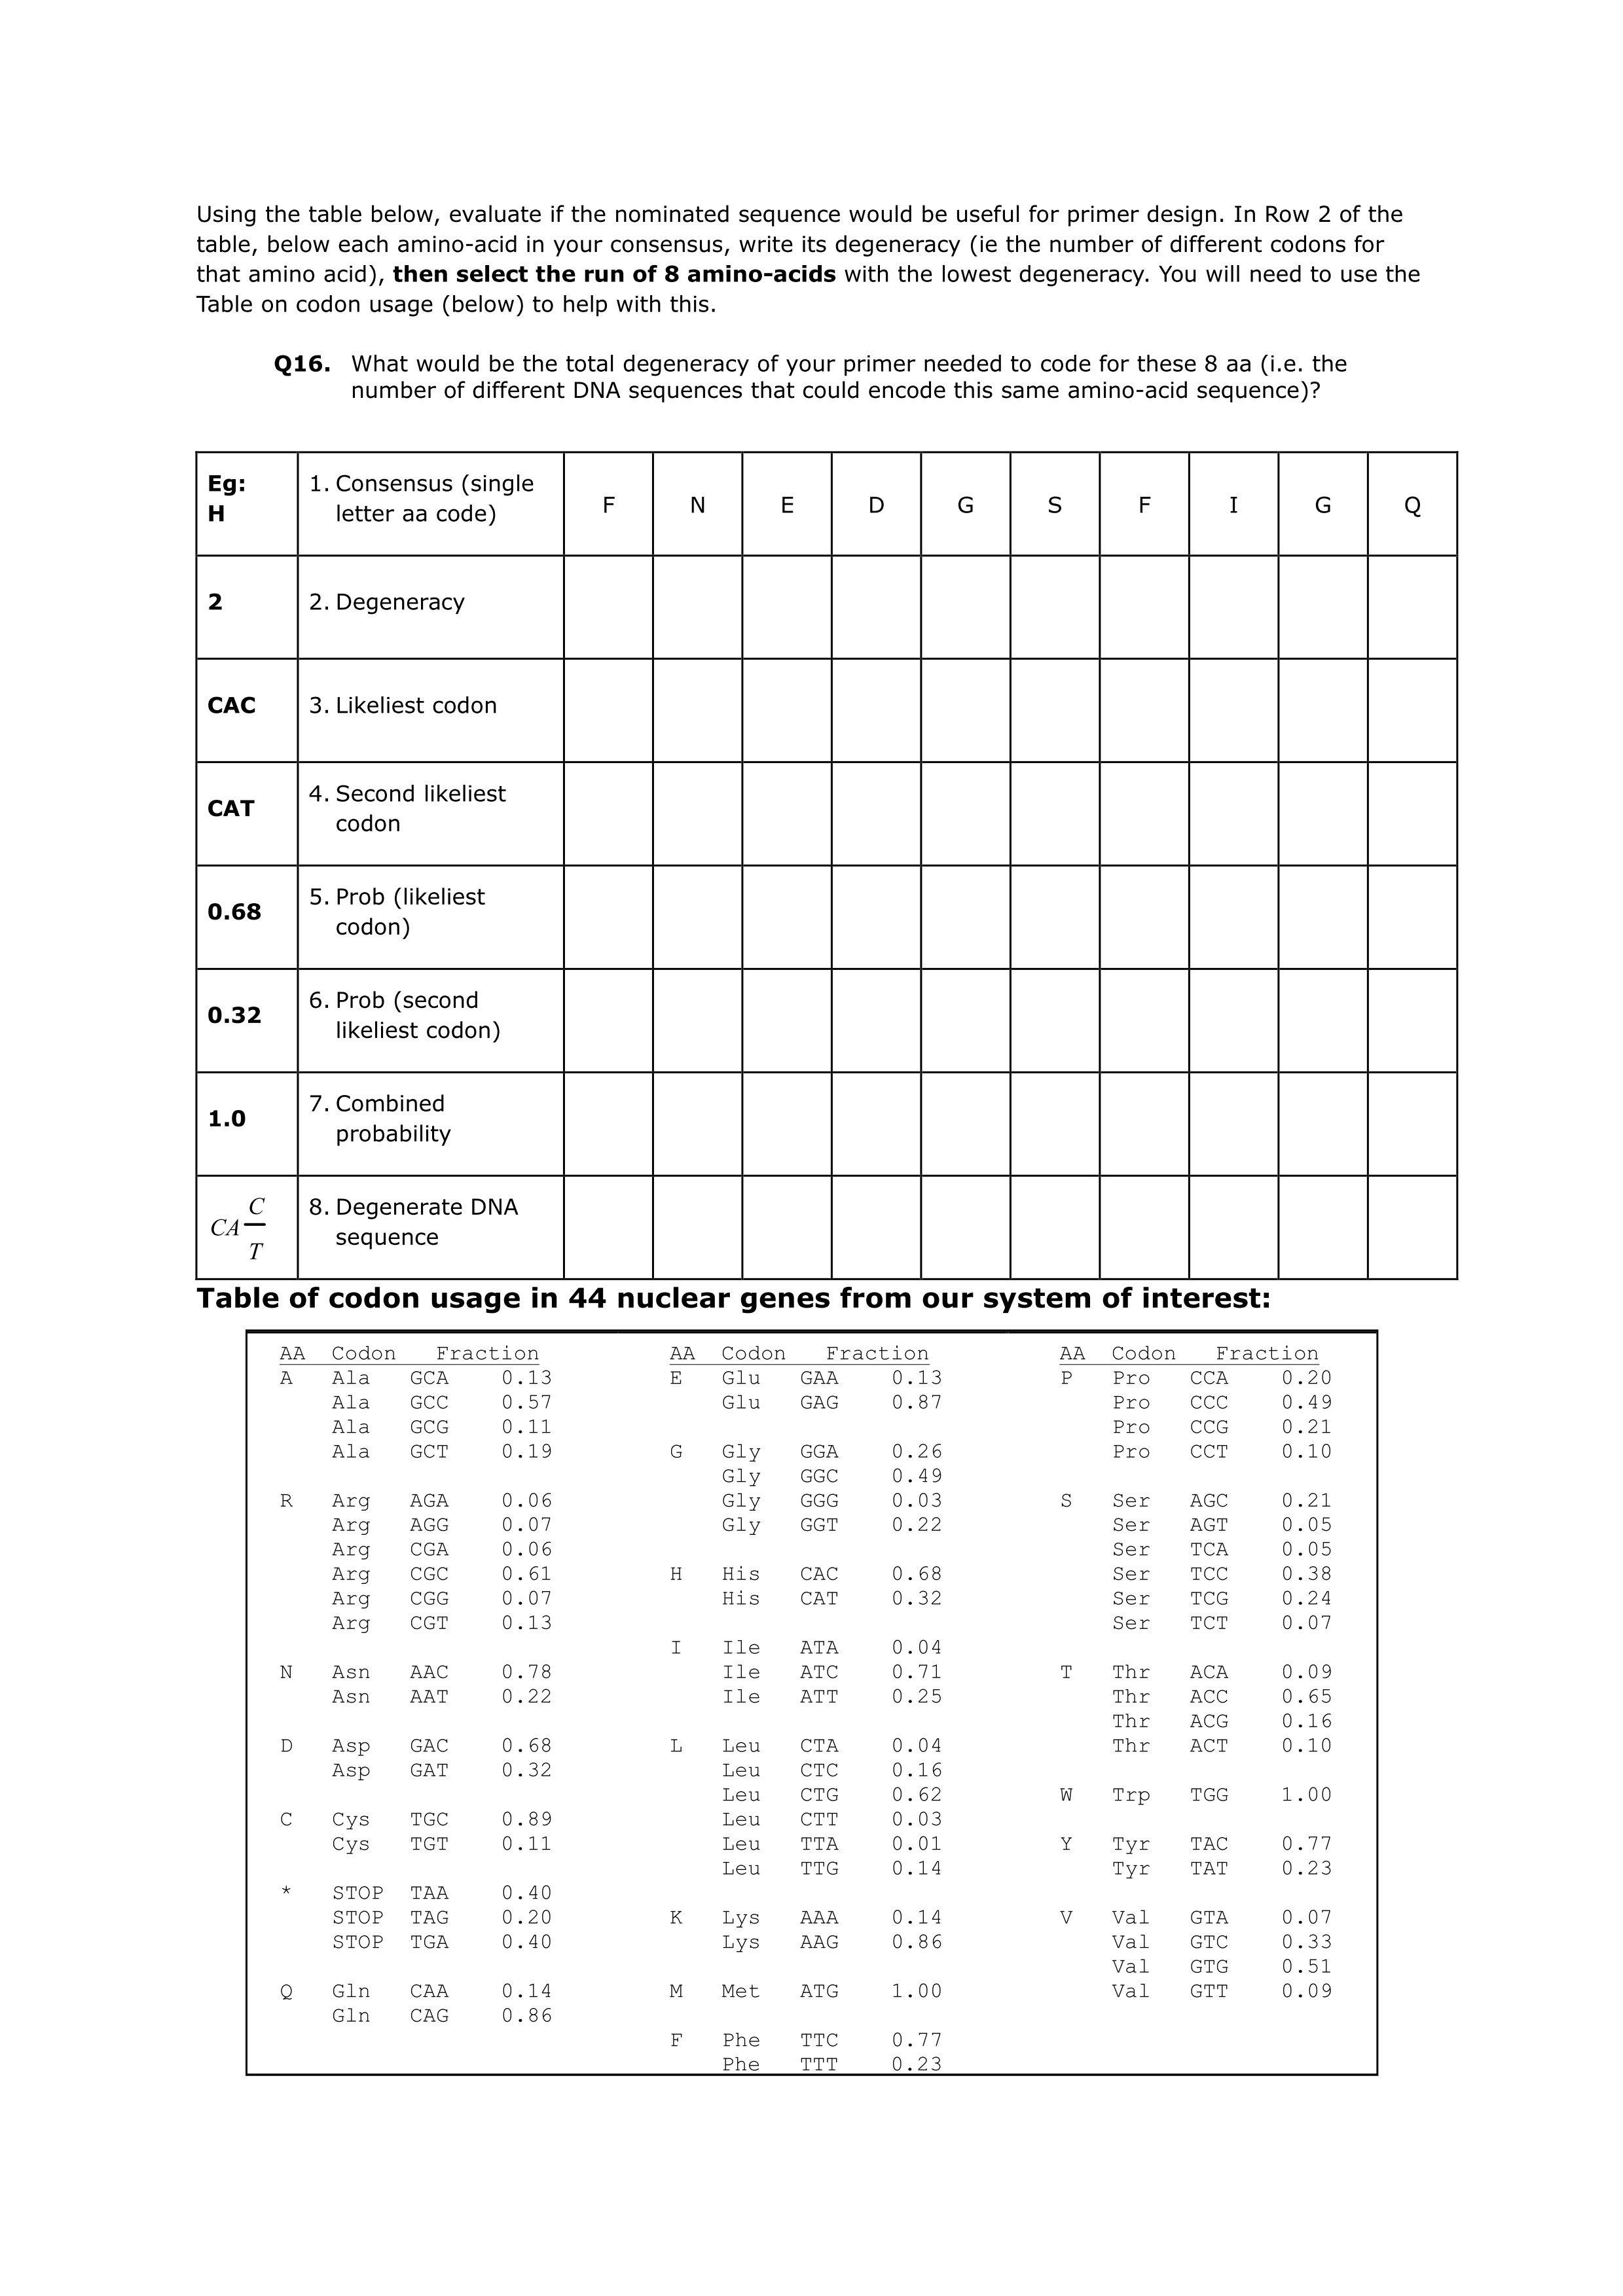 Using the table below, evaluate if the nominated sequence would be useful for primer design. In Row 2 of the
table, below each amino-acid in your consensus, write its degeneracy (ie the number of different codons for
that amino acid), then select the run of 8 amino-acids with the lowest degeneracy. You will need to use the
Table on codon usage (below) to help with this.
Q16. What would be the total degeneracy of your primer needed to code for these 8 aa (i.e. the
number of different DNA sequences that could encode this same amino-acid sequence)?
Eg: H 1. Consensus (single letter aa code) F N E D G S F I G Q
2 2. Degeneracy
CAC 3. Likeliest codon
CAT 4. Second likeliest codon
0.68 5. Prob (likeliest codon)
0.32 6. Prob (second likeliest codon)
1.0 7. Combined probability
CA C/T 8. Degenerate DNA sequence
Table of codon usage in 44 nuclear genes from our system of interest:
AA Codon Fraction
A Ala GCA 0.13
Ala GCC 0.57
Ala GCG 0.11
Ala GCT 0.19
R Arg AGA 0.06
Arg AGG 0.07
Arg CGA 0.06
Arg CGC 0.61
Arg CGG 0.07
Arg CGT 0.13
N Asn AAC 0.78
Asn AAT 0.22
D Asp GAC 0.68
Asp GAT 0.32
C Cys TGC 0.89
Cys TGT 0.11
* STOP TAA 0.40
STOP TAG 0.20
STOP TGA 0.40
Q Gln CAA 0.14
Gln CAG 0.86
AA Codon Fraction
E Glu GAA 0.13
Glu GAG 0.87
G Gly GGA 0.26
Gly GGC 0.49
Gly GGG 0.03
Gly GGT 0.22
H His CAC 0.68
His CAT 0.32
I Ile ATA 0.04
Ile ATC 0.71
Ile ATT 0.25
L Leu CTA 0.04
Leu CTC 0.16
Leu CTG 0.62
Leu CTT 0.03
Leu TTA 0.01
Leu TTG 0.14
K Lys AAA 0.14
Lys AAG 0.86
M Met ATG 1.00
F Phe TTC 0.77
Phe TTT 0.23
AA Codon Fraction
P Pro CCA 0.20
Pro CCC 0.49
Pro CCG 0.21
Pro CCT 0.10
S Ser AGC 0.21
Ser AGT 0.05
Ser TCA 0.05
Ser TCC 0.38
Ser TCG 0.24
Ser TCT 0.07
T Thr ACA 0.09
Thr ACC 0.65
Thr ACG 0.16
Thr ACT 0.10
W Trp TGG 1.00
Y Tyr TAC 0.77
Tyr TAT 0.23
V Val GTA 0.07
Val GTC 0.33
Val GTG 0.51
Val GTT 0.09